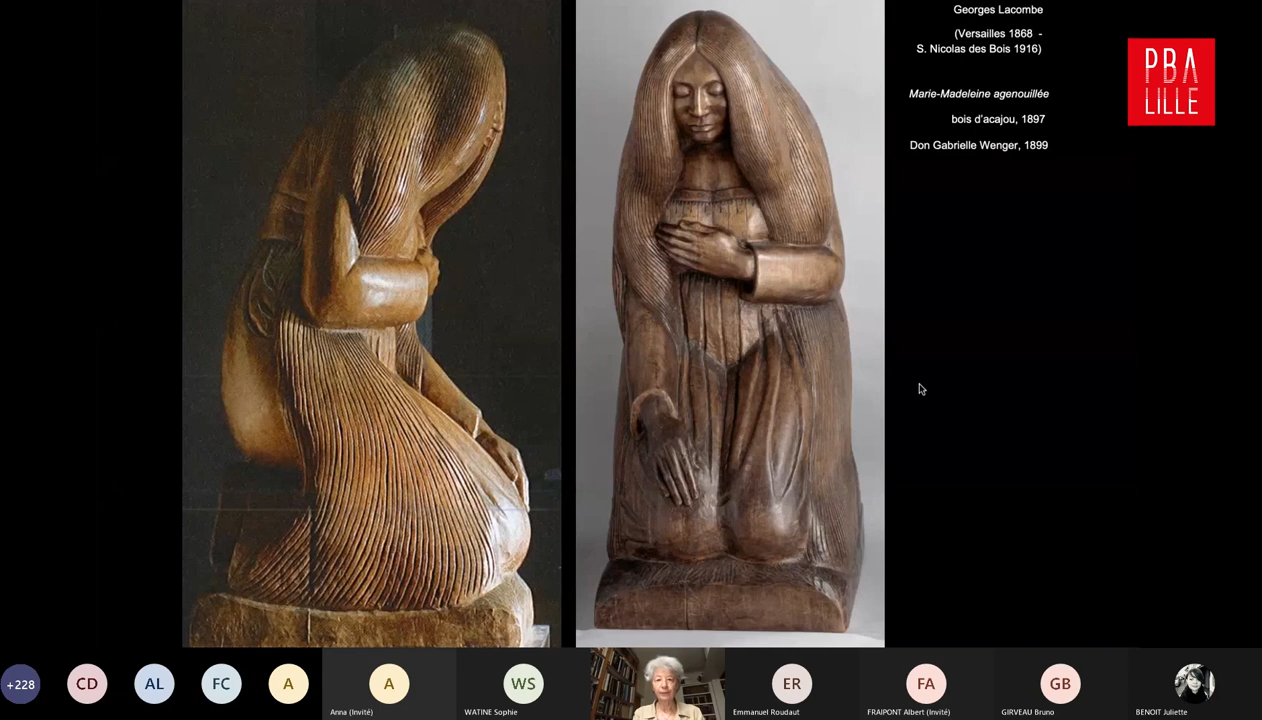 Georges Lacombe
(Versailles 1868 -
S. Nicolas des Bois 1916)
Marie-Madeleine agenouillée
bois d'acajou, 1897
Don Gabrielle Wenger, 1899
PBA
LILLE
+228
CD
AL
FC
A
A
WS
ER
FA
GB
Anna (Invité)
WATINE Sophie
Emmanuel Roudaut
FRAIPONT Albert (Invité)
GIRVEAU Bruno
BENOIT Juliette